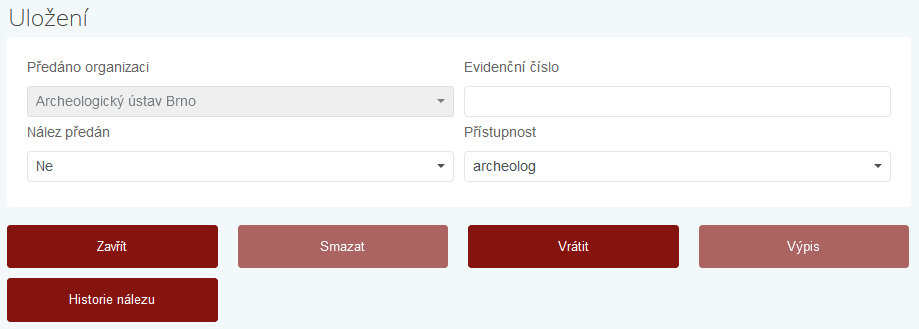 Uložení
Předáno organizaci
Evidenční číslo
Archeologický ústav Brno
Nález předán
Přístupnost
Ne
archeolog
Zavřít
Smazat
Vrátit
Výpis
Historie nálezu